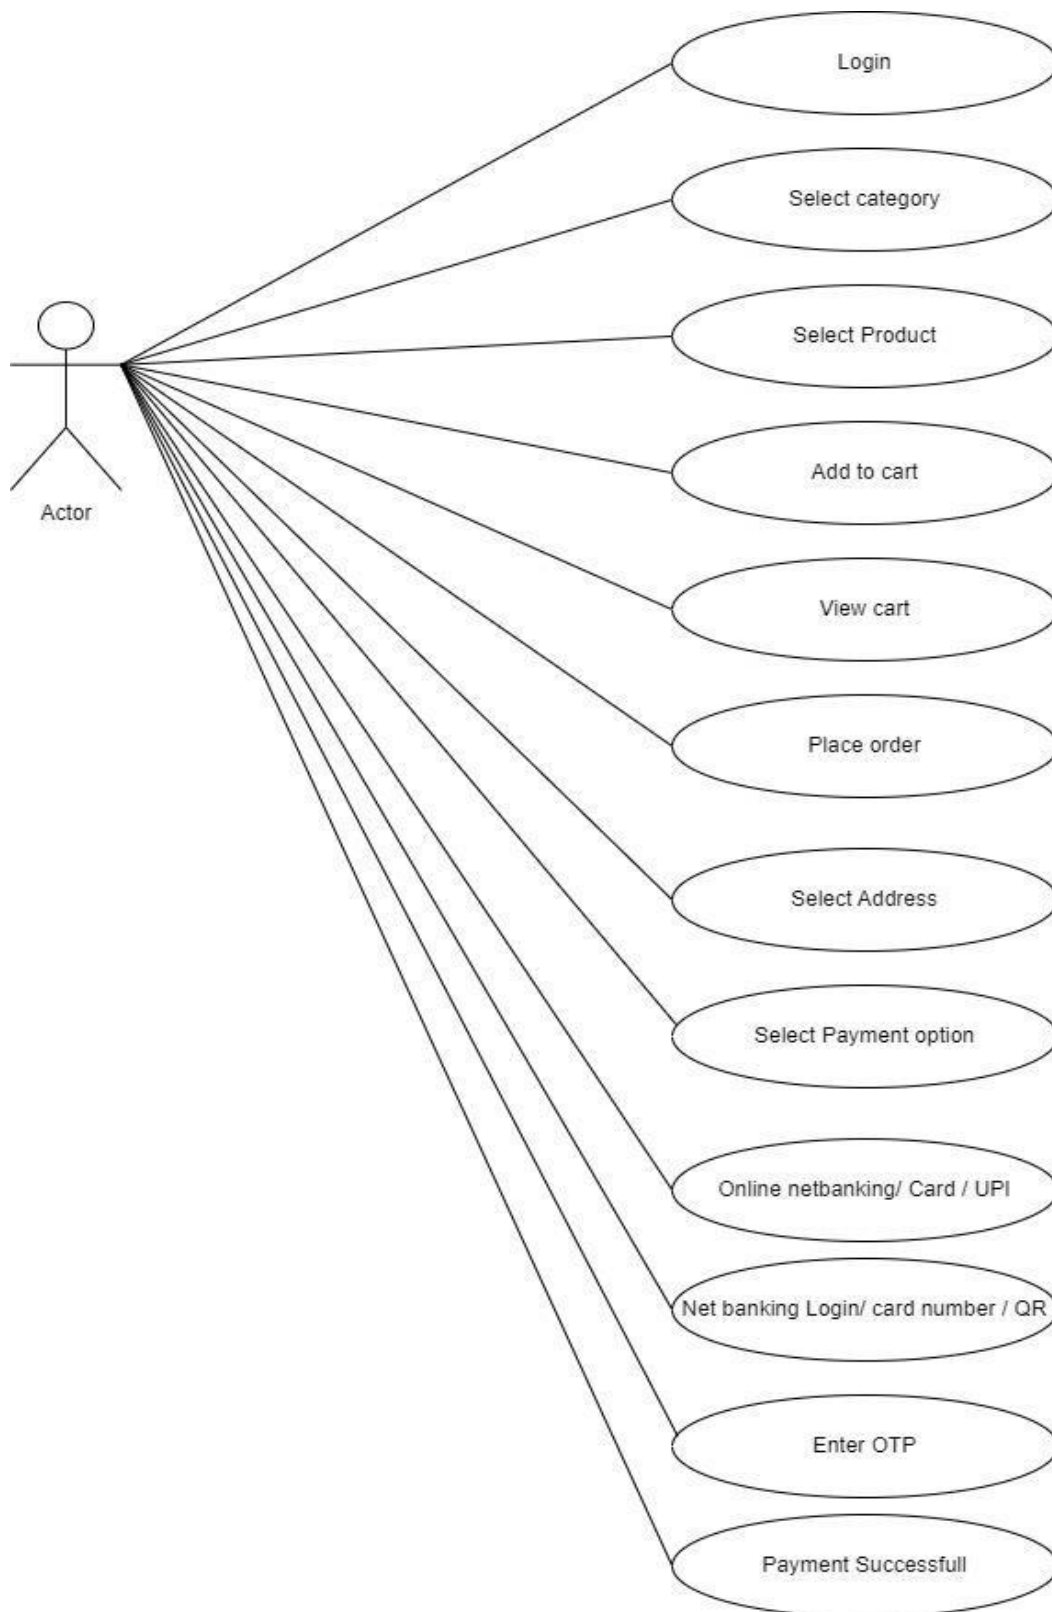 Login
Select category
Select Product
Add to cart
Actor
View cart
Place order
Select Address
Select Payment option
Online netbanking/ Card / UPI
Net banking Login/ card number / QR
Enter OTP
Payment Successfull